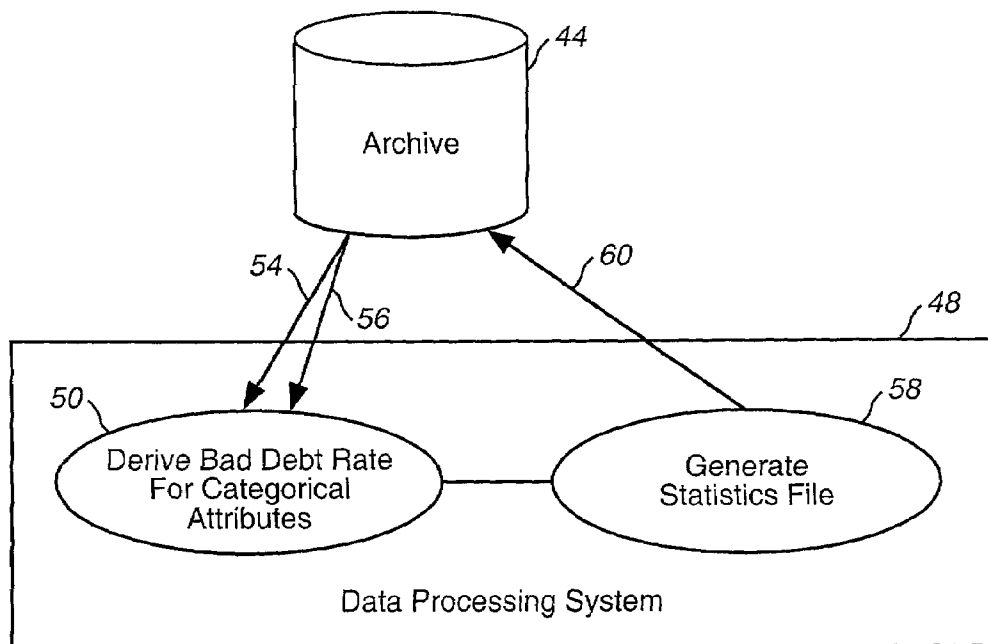 44
Archive
54
56
60
48
50
58
Derive Bad Debt Rate
For Categorical
Attributes
Generate
Statistics File
Data Processing System